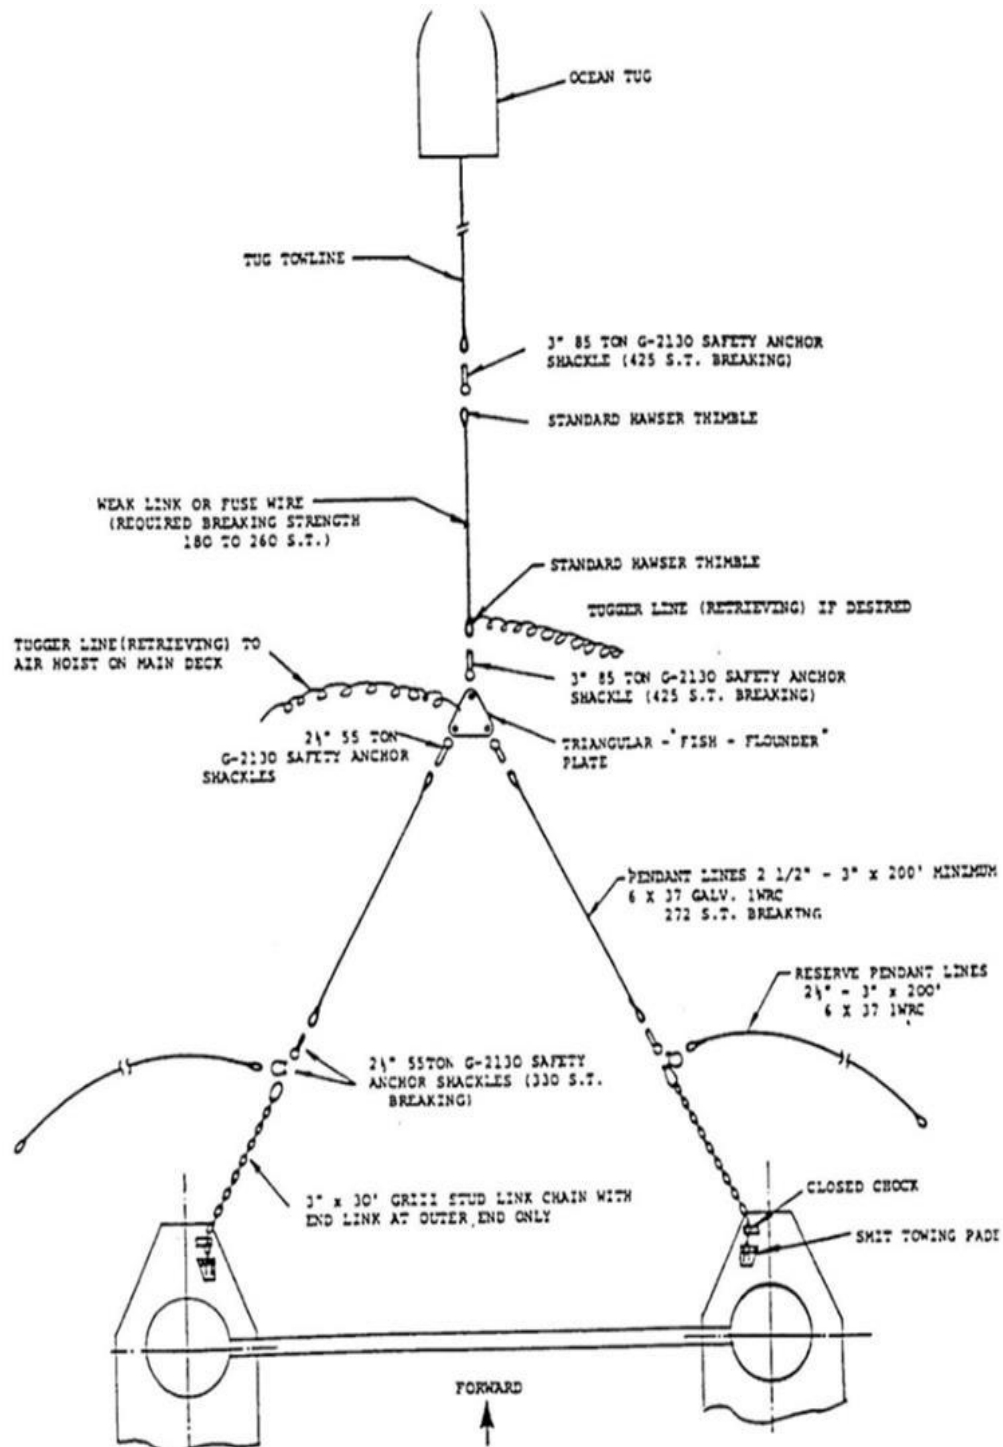 OCEAN TUG
TUG TOWLINE
3" 85 TON G-2130 SAFETY ANCHOR
SHACKLE (425 S.T. BREAKING)
STANDARD HAWSER THIMBLE
WEAK LINK OR FUSE WIRE
(REQUIRED BREAKING STRENGTH
180 TO 260 S.T.)
STANDARD HAWSER THIMBLE
TUGGER LINE (RETRIEVING) IF DESIRED
TUGGER LINE(RETRIEVING) TO
AIR HOIST ON MAIN DECK
3" 85 TON G-2130 SAFETY ANCHOR
SHACKLE (425 S.T. BREAKING)
2½" 55 TON
G-2130 SAFETY ANCHOR
SHACKLES
TRIANGULAR - "FISH - FLOUNDER"
PLATE
PENDANT LINES 2 1/2" - 3" x 200' MINIMUM
6 X 37 GALV. 1WRC
272 S.T. BREAKING
RESERVE PENDANT LINES
2½" - 3" x 200'
6 X 37 1WRC
2½" 55TON G-2130 SAFETY
ANCHOR SHACKLES (330 S.T.
BREAKING)
3" x 30' GRIII STUD LINK CHAIN WITH
END LINK AT OUTER END ONLY
CLOSED CHOCK
SMIT TOWING PADE
FORWARD